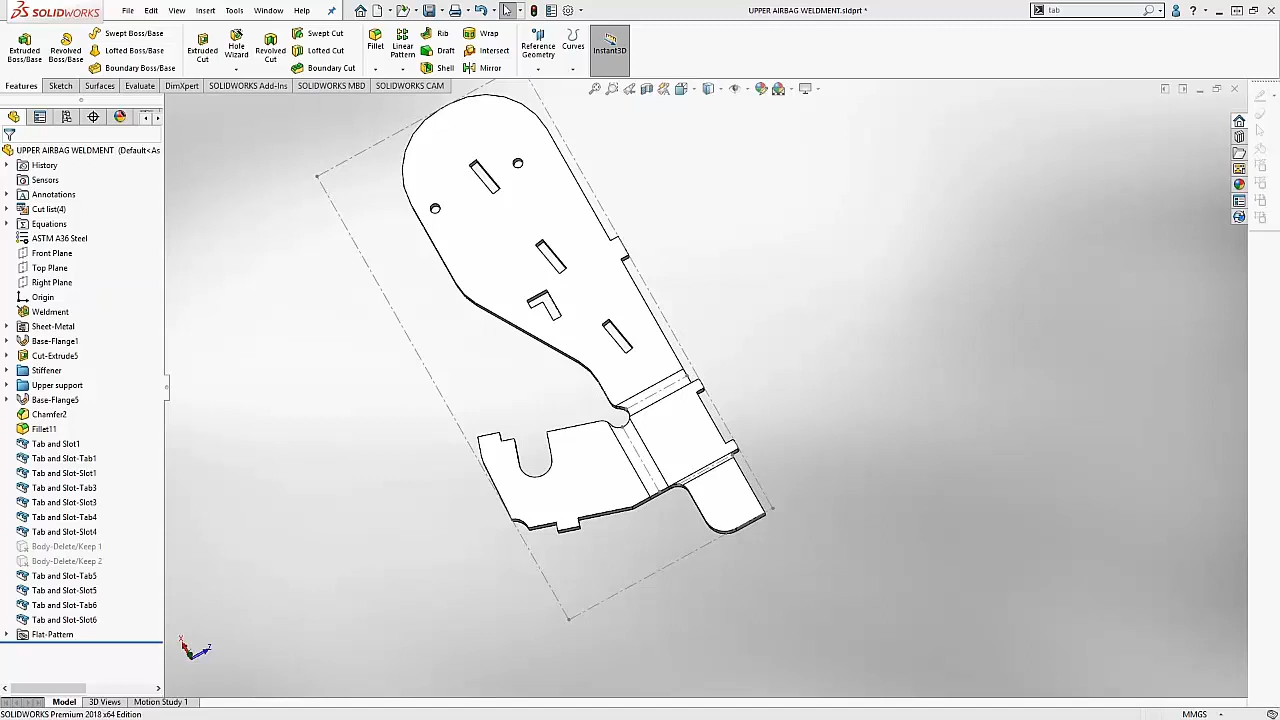 SOLIDWORKS
File Edit View Insert Tools Window Help
UPPER AIRBAG WELDMENT.sldprt *
tab
Extruded Boss/Base
Revolved Boss/Base
Swept Boss/Base
Lofted Boss/Base
Boundary Boss/Base
Extruded Cut
Hole Wizard
Revolved Cut
Swept Cut
Lofted Cut
Boundary Cut
Fillet
Linear Pattern
Rib
Draft
Shell
Wrap
Intersect
Mirror
Reference Geometry
Curves
Instant3D
Features Sketch Surfaces Evaluate DimXpert SOLIDWORKS Add-Ins SOLIDWORKS MBD SOLIDWORKS CAM
UPPER AIRBAG WELDMENT (Default<As
History
Sensors
Annotations
Cut list(4)
Equations
ASTM A36 Steel
Front Plane
Top Plane
Right Plane
Origin
Weldment
Sheet-Metal
Base-Flange1
Cut-Extrude5
Stiffener
Upper support
Base-Flange5
Chamfer2
Fillet11
Tab and Slot1
Tab and Slot-Tab1
Tab and Slot-Slot1
Tab and Slot-Tab3
Tab and Slot-Slot3
Tab and Slot-Tab4
Tab and Slot-Slot4
Body-Delete/Keep 1
Body-Delete/Keep 2
Tab and Slot-Tab5
Tab and Slot-Slot5
Tab and Slot-Tab6
Tab and Slot-Slot6
Flat-Pattern
X
Z
Model 3D Views Motion Study 1
SOLIDWORKS Premium 2018 x64 Edition
MMGS